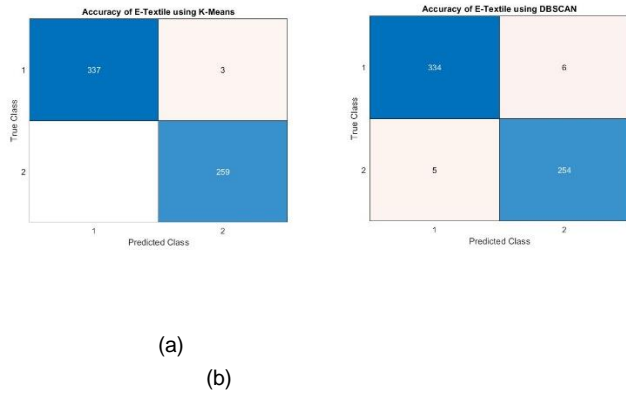 Accuracy of E-Textile using K-Means
1
337
3
True Class
2
259
1
2
Predicted Class
Accuracy of E-Textile using DBSCAN
1
334
6
True Class
2
5
254
1
2
Predicted Class
(a)
(b)